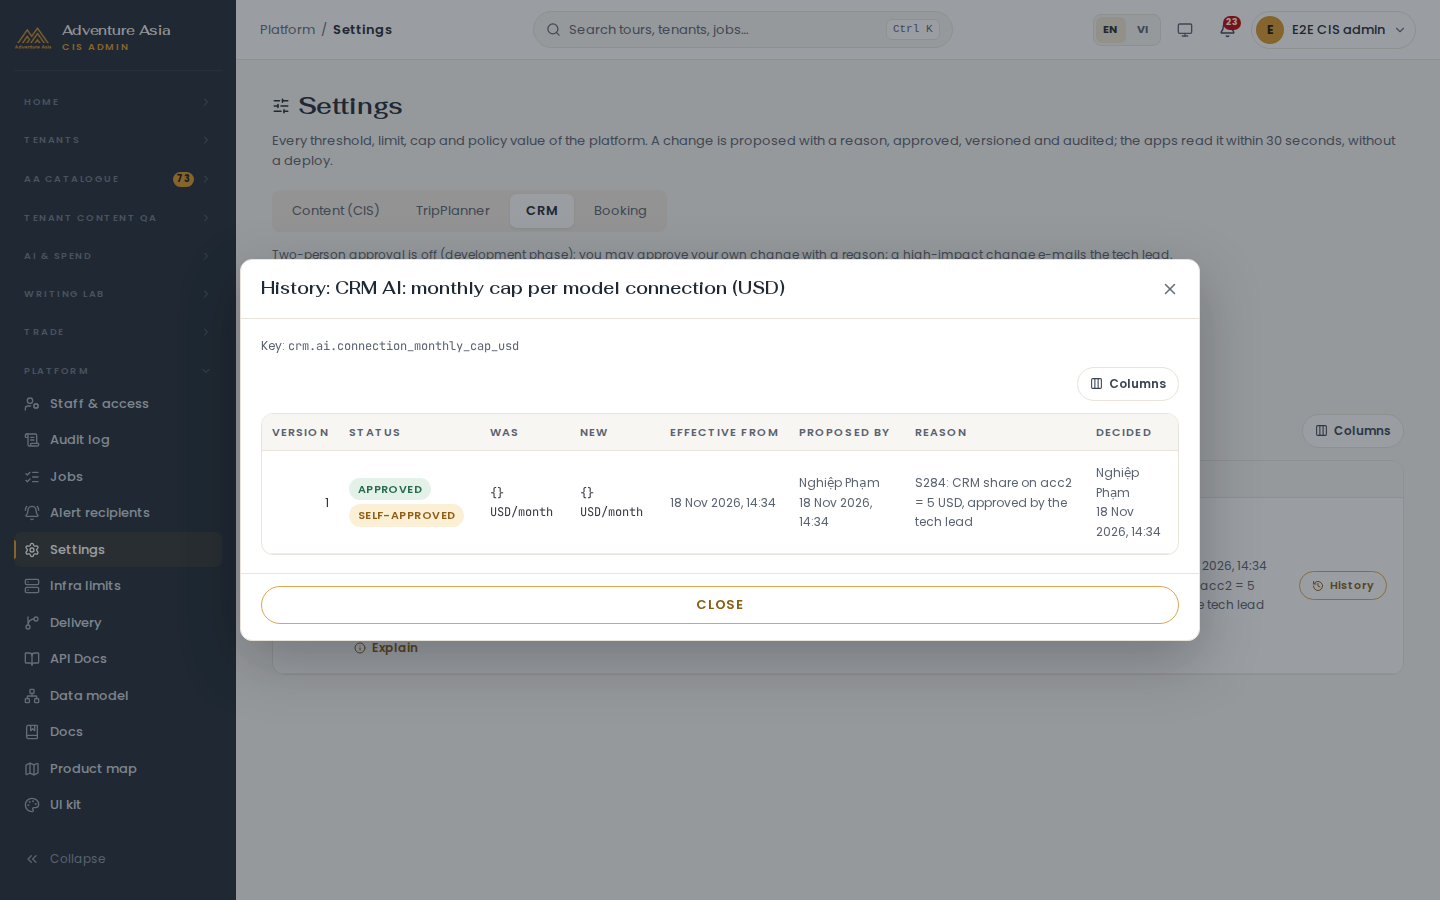 Adventure Asia
CIS ADMIN
Adventure Asia
Platform / Settings
Search tours, tenants, jobs...
Ctrl K
EN
VI
23
E
E2E CIS admin
HOME
TENANTS
AA CATALOGUE
73
TENANT CONTENT QA
AI & SPEND
WRITING LAB
TRADE
PLATFORM
Staff & access
Audit log
Jobs
Alert recipients
Settings
Infra limits
Delivery
API Docs
Data model
Docs
Product map
UI kit
Collapse
Settings
Every threshold, limit, cap and policy value of the platform. A change is proposed with a reason, approved, versioned and audited; the apps read it within 30 seconds, without
a deploy.
Content (CIS)
TripPlanner
CRM
Booking
Two-person approval is off (development phase): you may approve your own change with a reason; a high-impact change e-mails the tech lead.
Columns
2026, 14:34
acc2 = 5
tech lead
History
Explain
History: CRM AI: monthly cap per model connection (USD)
Key: crm.ai.connection_monthly_cap_usd
Columns
VERSION
STATUS
WAS
NEW
EFFECTIVE FROM
PROPOSED BY
REASON
DECIDED
1
APPROVED
SELF-APPROVED
{}
USD/month
{}
USD/month
18 Nov 2026, 14:34
Nghiệp Phạm
18 Nov 2026,
14:34
S284: CRM share on acc2
= 5 USD, approved by the
tech lead
Nghiệp
Phạm
18 Nov
2026, 14:34
CLOSE